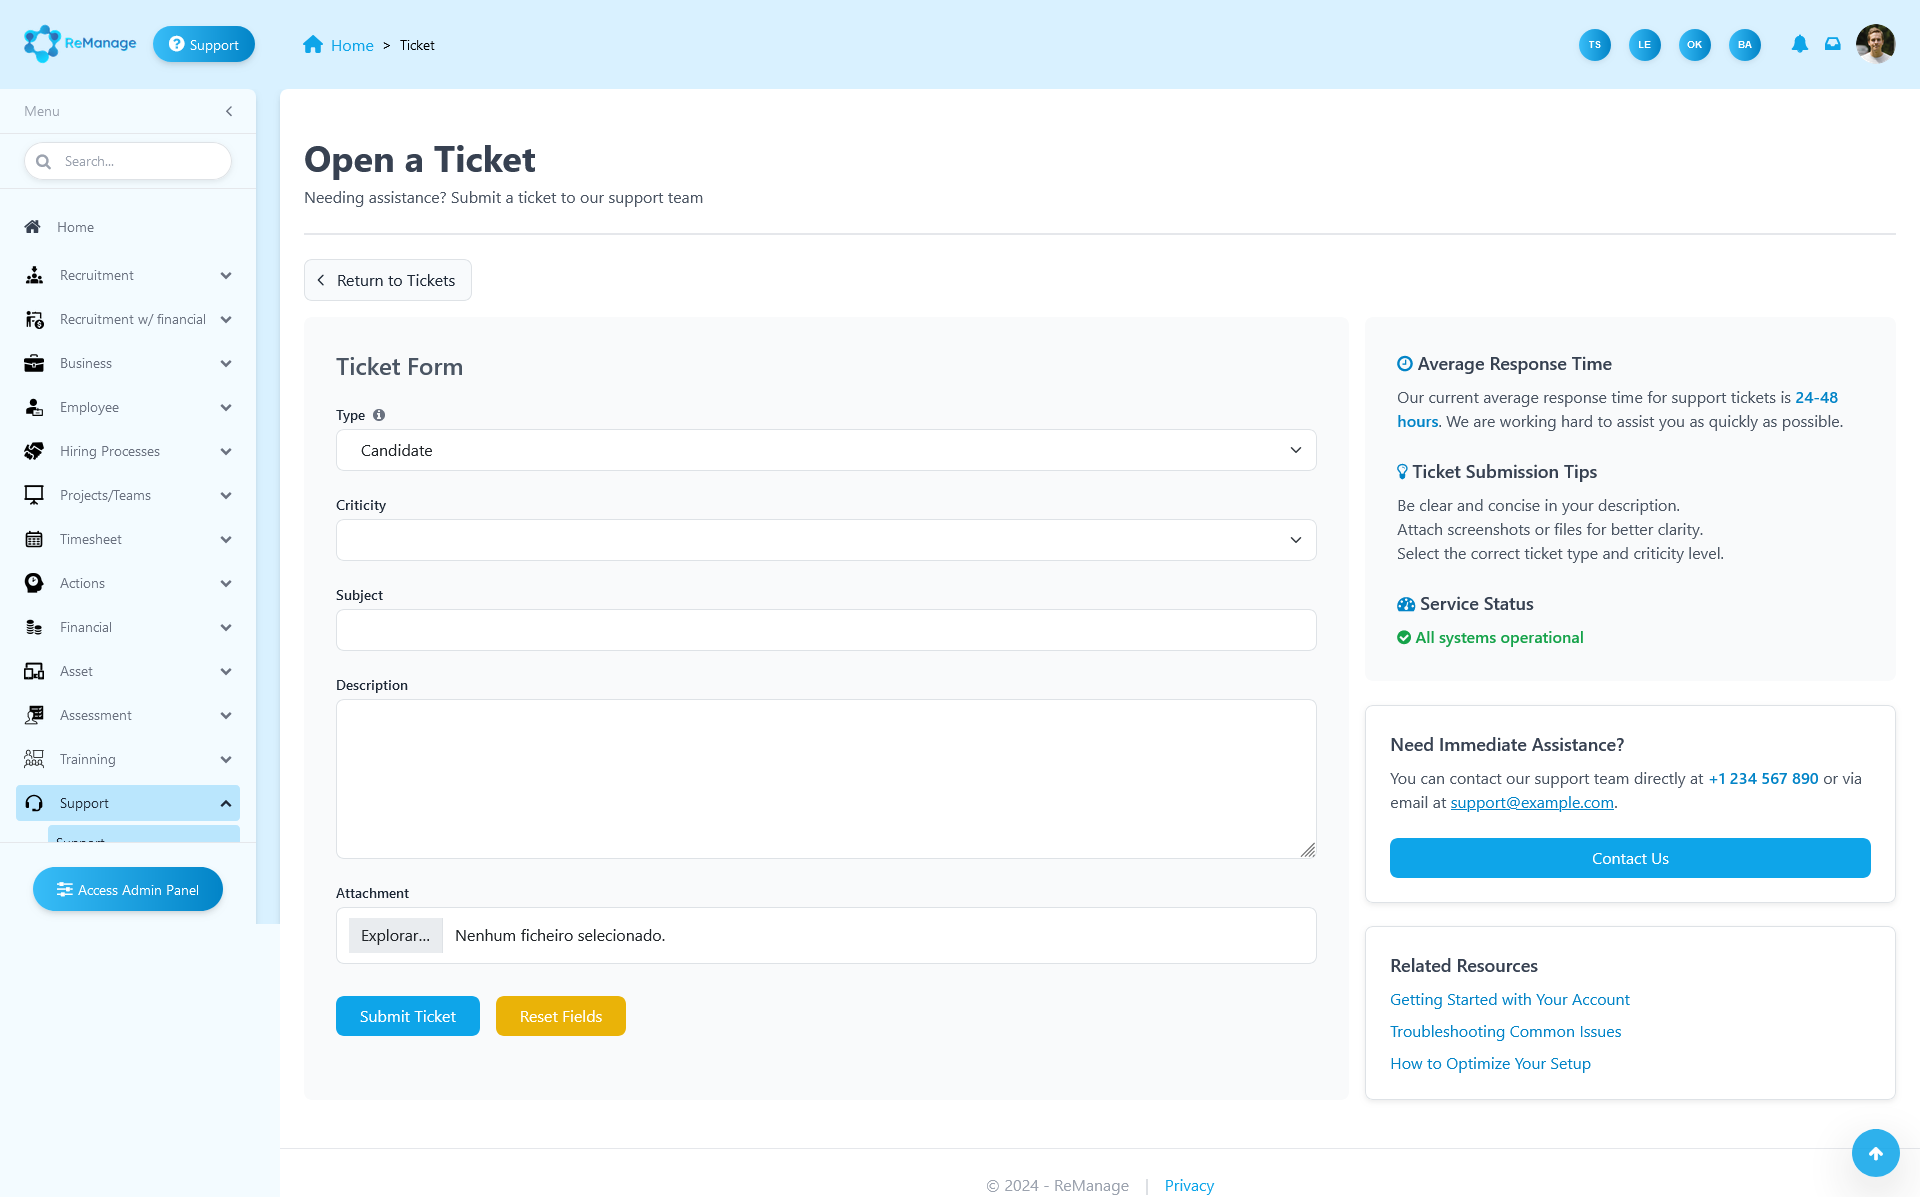 ReManage
Support
Home > Ticket
TS
LE
OK
BA
Menu
Search...
Home
Recruitment
Recruitment w/ financial
Business
Employee
Hiring Processes
Projects/Teams
Timesheet
Actions
Financial
Asset
Assessment
Trainning
Support
Support
Access Admin Panel
Open a Ticket
Needing assistance? Submit a ticket to our support team
Return to Tickets
Ticket Form
Type
Candidate
Criticity
Subject
Description
Attachment
Explorar... Nenhum ficheiro selecionado.
Submit Ticket
Reset Fields
Average Response Time
Our current average response time for support tickets is 24-48
hours. We are working hard to assist you as quickly as possible.
Ticket Submission Tips
Be clear and concise in your description.
Attach screenshots or files for better clarity.
Select the correct ticket type and criticity level.
Service Status
All systems operational
Need Immediate Assistance?
You can contact our support team directly at +1 234 567 890 or via
email at support@example.com.
Contact Us
Related Resources
Getting Started with Your Account
Troubleshooting Common Issues
How to Optimize Your Setup
© 2024 - ReManage | Privacy